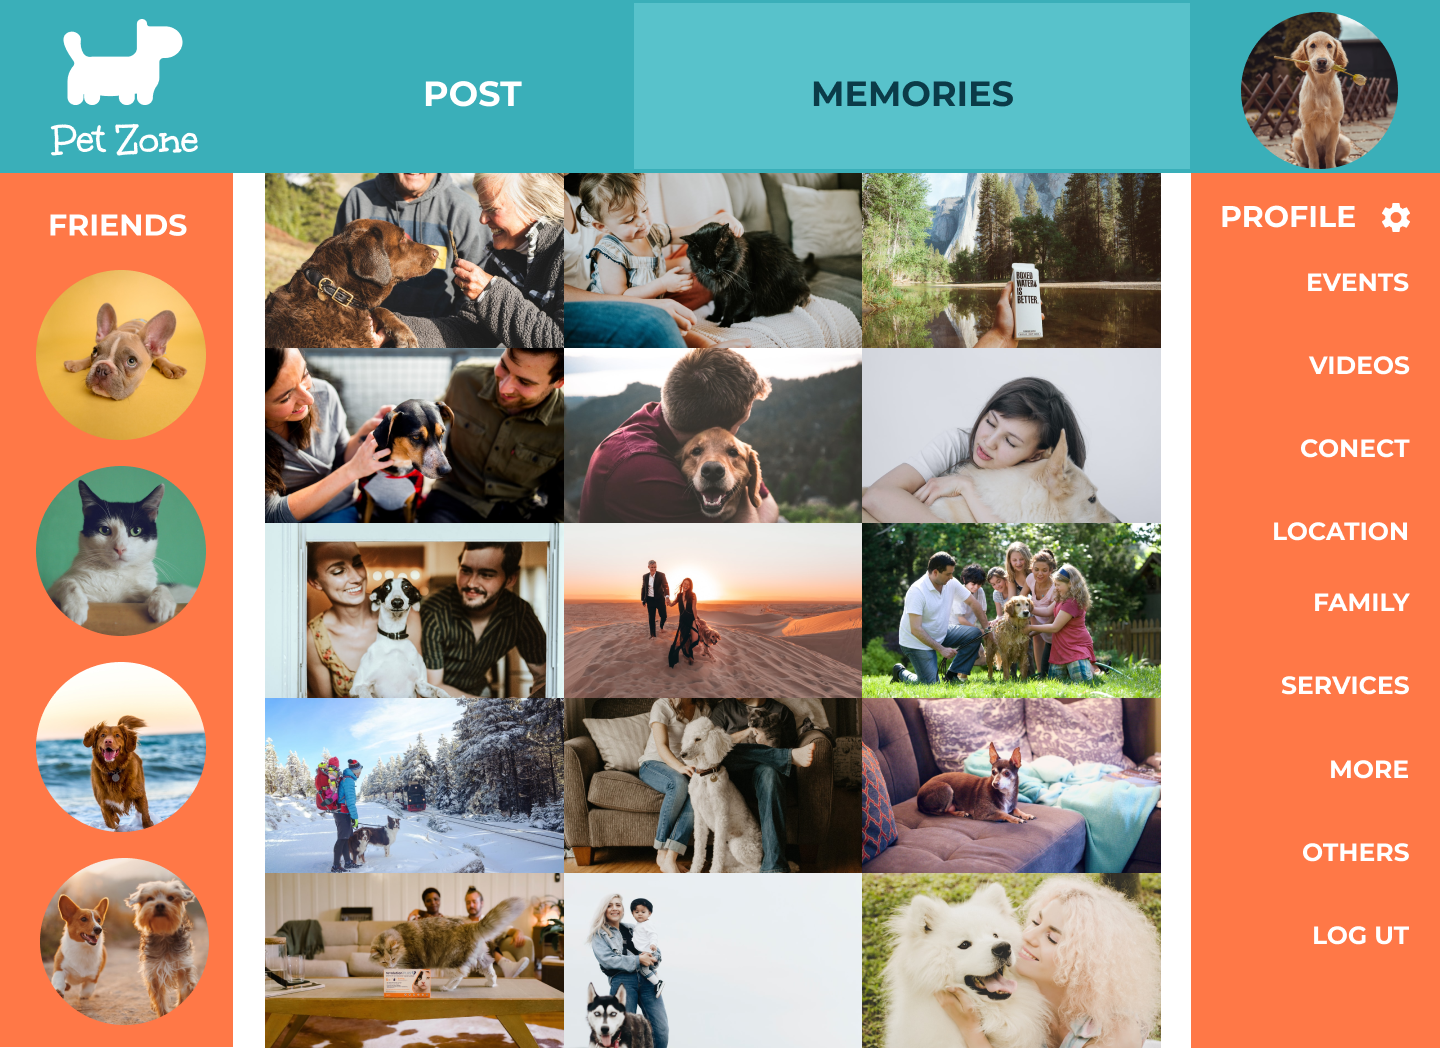 Pet Zone
POST
MEMORIES
FRIENDS
PROFILE
EVENTS
VIDEOS
CONECT
LOCATION
FAMILY
SERVICES
MORE
OTHERS
LOG UT
BOXED
WATER
IS
BETTER